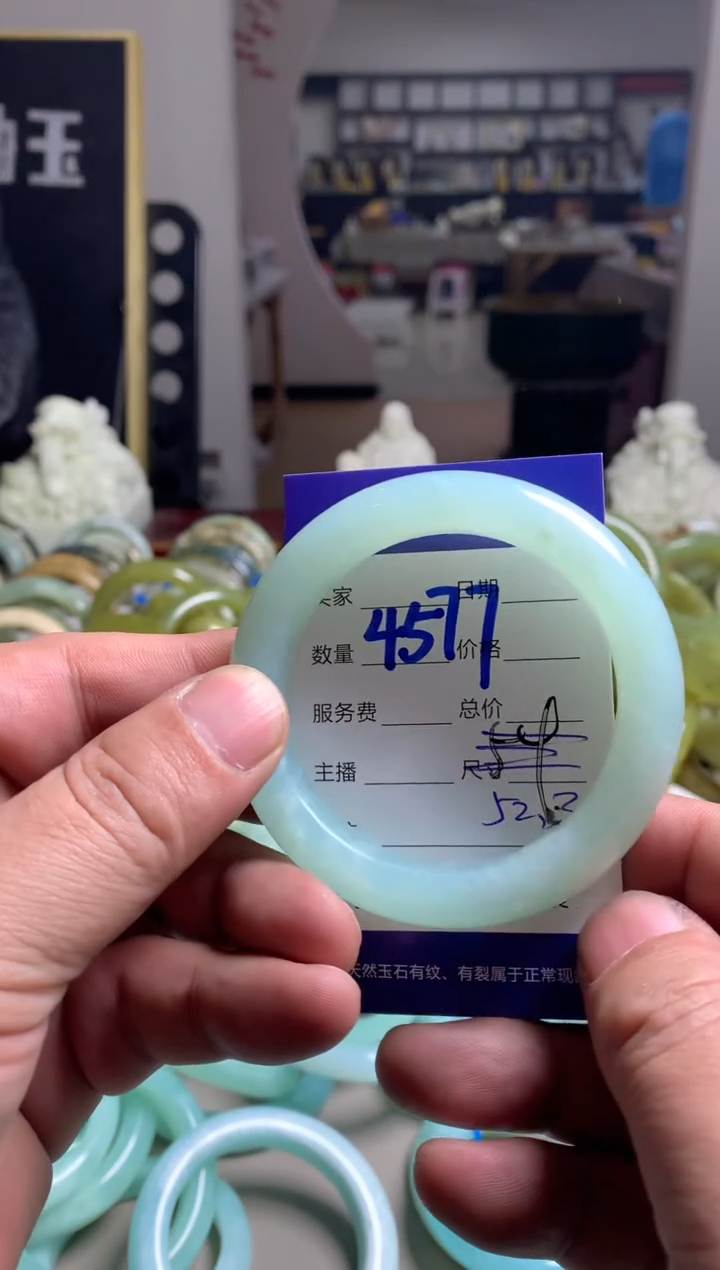 玉
家 日期
4577
数量 价格
服务费 总价
主播 尺
52.2
天然玉石有纹、有裂属于正常现